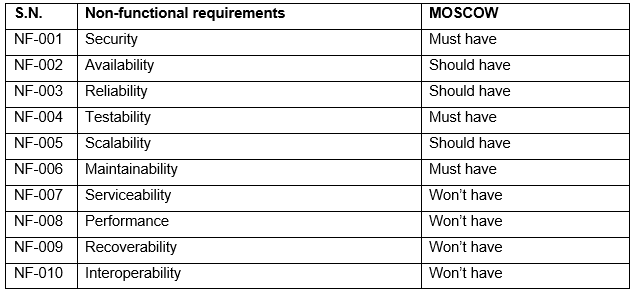 S.N. Non-functional requirements MOSCOW
NF-001 Security Must have
NF-002 Availability Should have
NF-003 Reliability Should have
NF-004 Testability Must have
NF-005 Scalability Should have
NF-006 Maintainability Must have
NF-007 Serviceability Won’t have
NF-008 Performance Won’t have
NF-009 Recoverability Won’t have
NF-010 Interoperability Won’t have